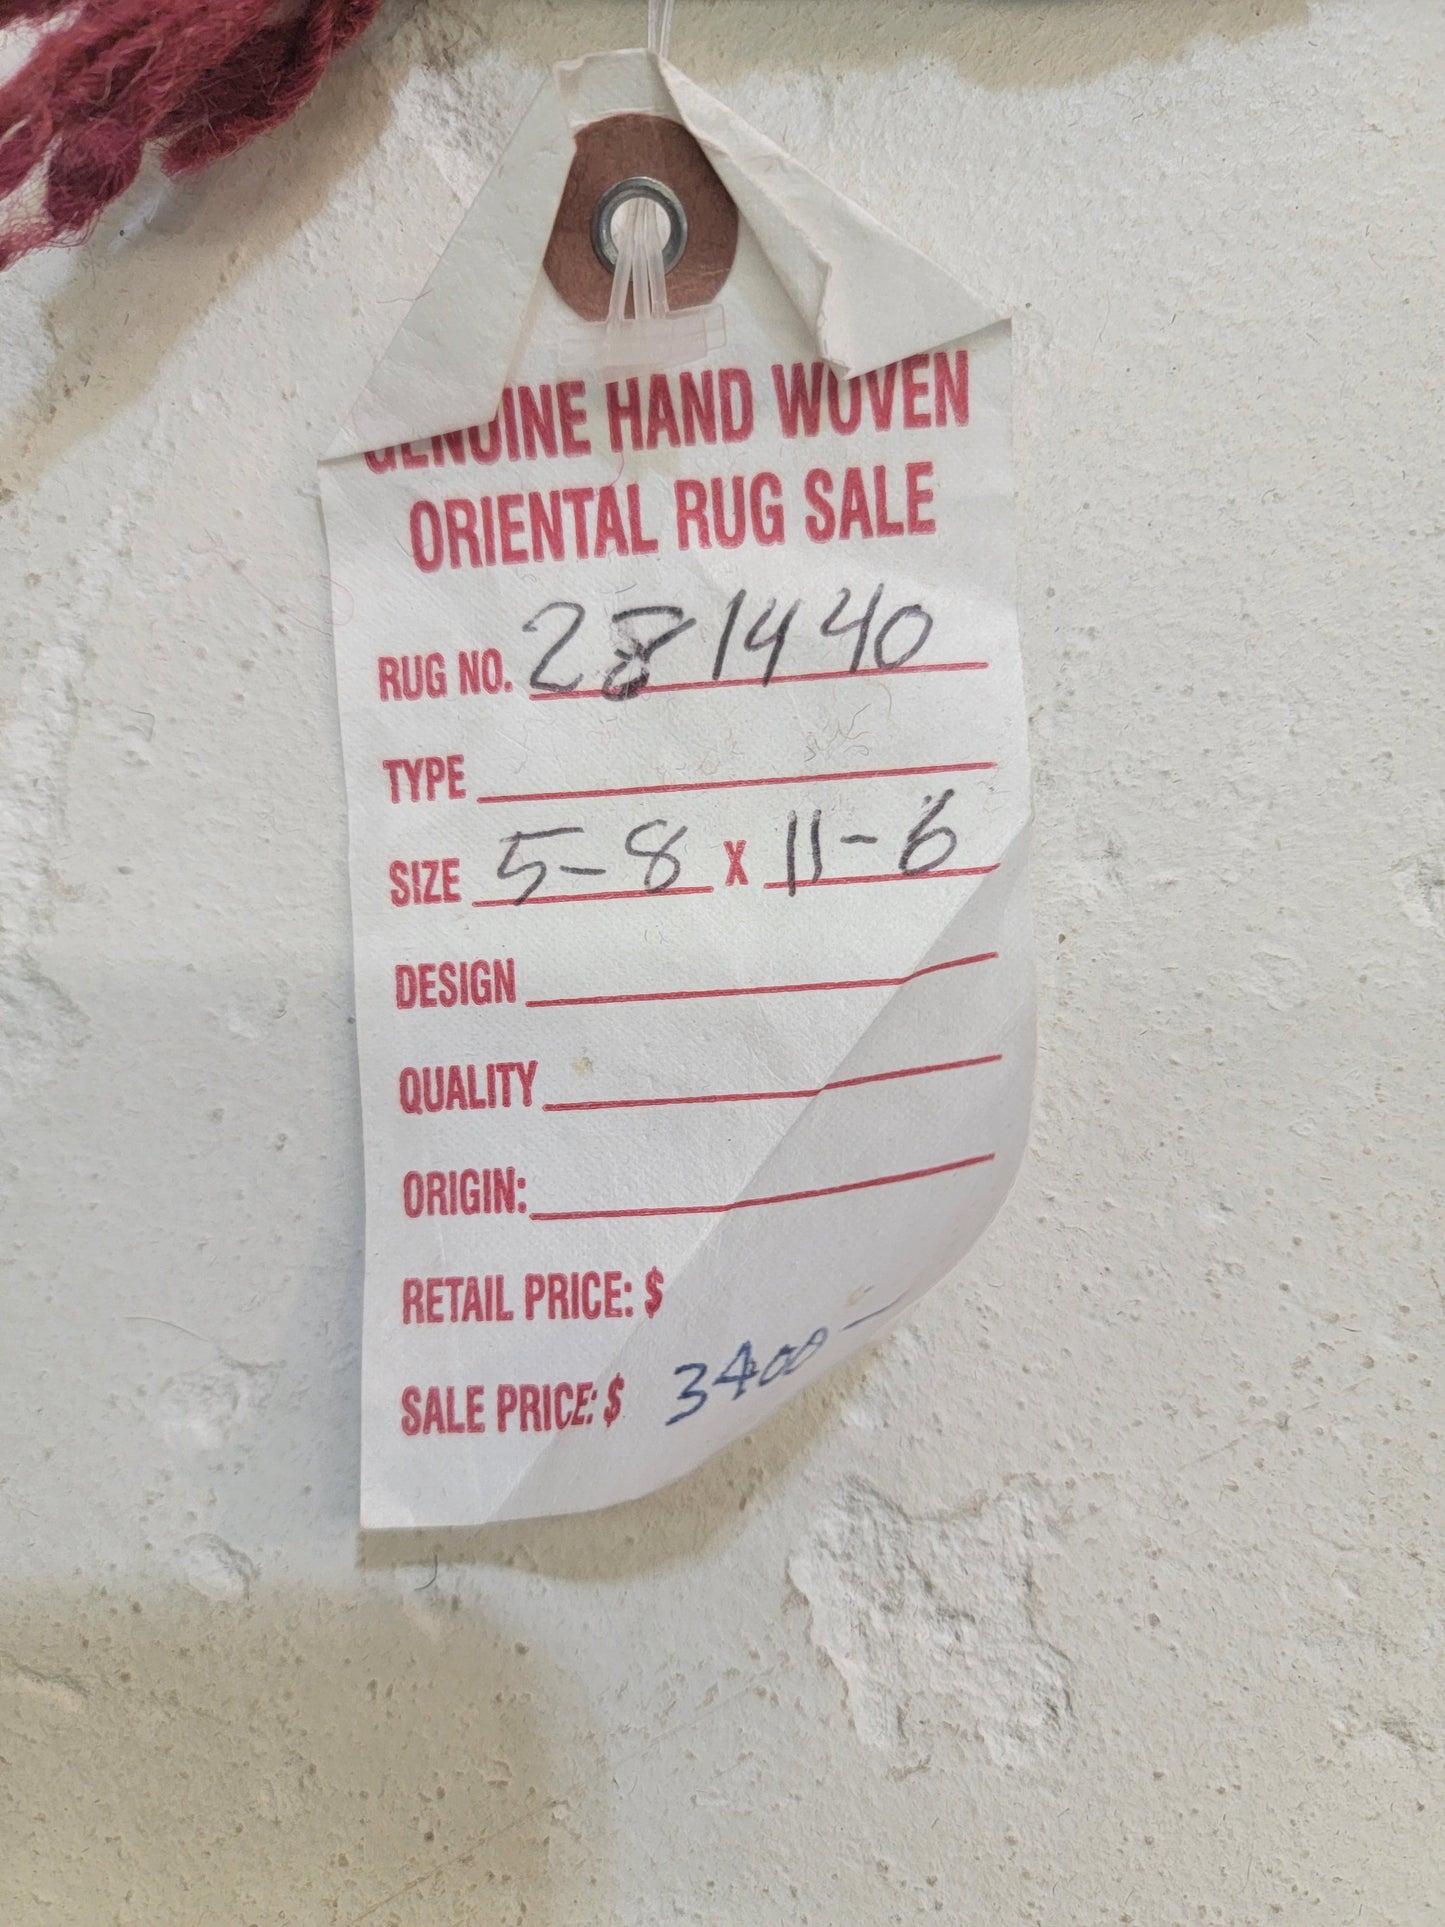 GENUINE HAND WOVEN
ORIENTAL RUG SALE
RUG NO. 281440
TYPE
SIZE 5-8 X 11-6
DESIGN
QUALITY
ORIGIN:
RETAIL PRICE: $
SALE PRICE: $ 3400-